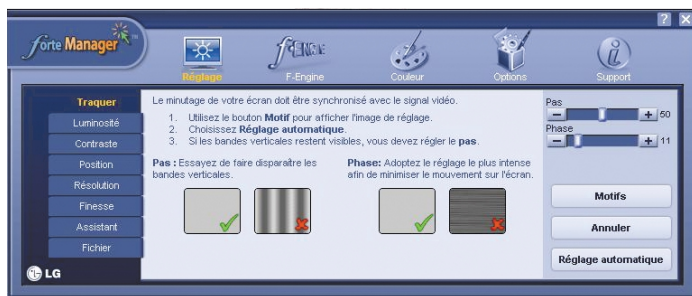 forte Manager™
? X
Réglage
F-ENGINE
F-Engine
Couleur
Options
Support
Traquer
Luminosité
Contraste
Position
Résolution
Finesse
Assistant
Fichier
LG
Le minutage de votre écran doit être synchronisé avec le signal vidéo.
1. Utilisez le bouton Motif pour afficher l'image de réglage.
2. Choisissez Réglage automatique.
3. Si les bandes verticales restent visibles, vous devez régler le pas.
Pas : Essayez de faire disparaître les
bandes verticales.
Phase: Adoptez le réglage le plus intense
afin de minimiser le mouvement sur l'écran.
Pas
50
Phase
11
Motifs
Annuler
Réglage automatique